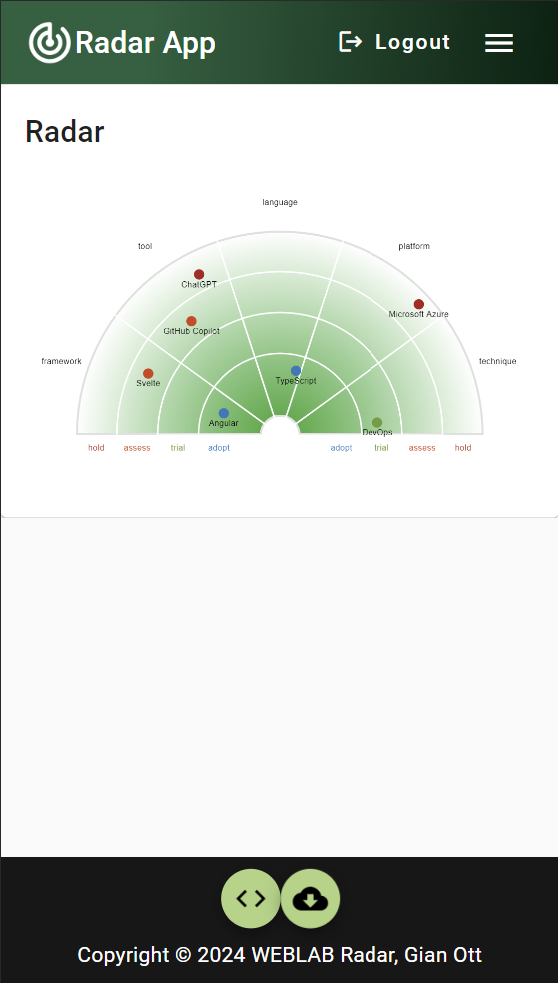 Radar App
Logout
Radar
language
tool
platform
ChatGPT
Microsoft Azure
GitHub Copilot
framework
technique
TypeScript
Svelte
Angular
DevOps
hold assess trial adopt adopt trial assess hold
Copyright © 2024 WEBLAB Radar, Gian Ott